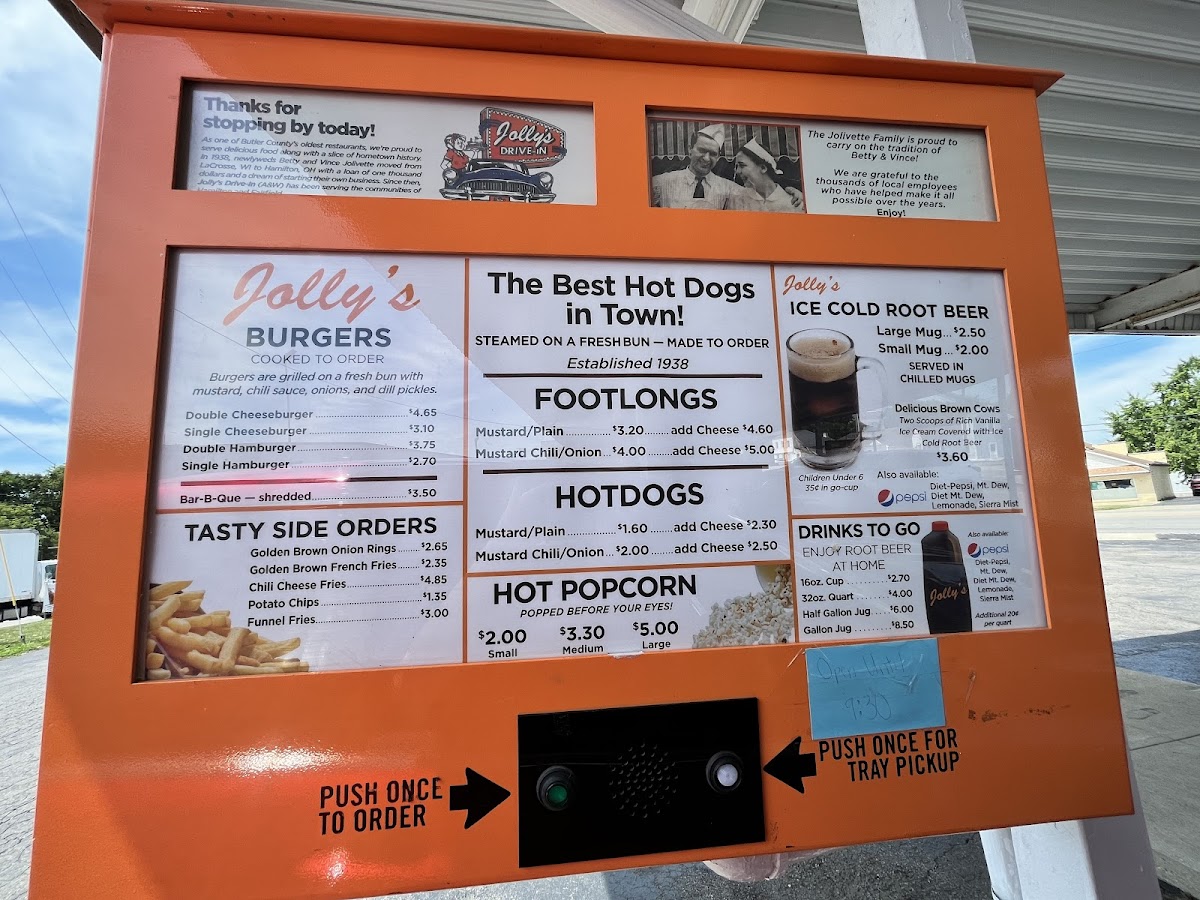 Thanks for
stopping by today!
As one of Butler County's oldest restaurants, we're proud to
serve delicious food along with a slice of hometown history.
In 1938, newlyweds Betty and Vince Jolivette moved from
LaCrosse, WI to Hamilton, OH with a loan of one thousand
dollars and a dream of starting their own business. Since then,
Jolly's Drive-in (A&W) has been serving the communities of
Jolly's
DRIVE-IN
The Jolivette Family is proud to
carry on the tradition of
Betty & Vince!
We are grateful to the
thousands of local employees
who have helped make it all
possible over the years.
Enjoy!
Jolly's
BURGERS
COOKED TO ORDER
Burgers are grilled on a fresh bun with
mustard, chili sauce, onions, and dill pickles.
Double Cheeseburger $4.65
Single Cheeseburger $3.10
Double Hamburger $3.75
Single Hamburger $2.70
Bar-B-Que — shredded $3.50
TASTY SIDE ORDERS
Golden Brown Onion Rings $2.65
Golden Brown French Fries $2.35
Chili Cheese Fries $4.85
Potato Chips $1.35
Funnel Fries $3.00
The Best Hot Dogs
in Town!
STEAMED ON A FRESH BUN — MADE TO ORDER
Established 1938
FOOTLONGS
Mustard/Plain $3.20 add Cheese $4.60
Mustard Chili/Onion $4.00 add Cheese $5.00
HOTDOGS
Mustard/Plain $1.60 add Cheese $2.30
Mustard Chili/Onion $2.00 add Cheese $2.50
HOT POPCORN
POPPED BEFORE YOUR EYES!
$2.00 $3.30 $5.00
Small Medium Large
Jolly's
ICE COLD ROOT BEER
Large Mug $2.50
Small Mug $2.00
SERVED IN
CHILLED MUGS
Delicious Brown Cows
Two Scoops of Rich Vanilla
Ice Cream Covered with Ice
Cold Root Beer
$3.60
Children Under 6
35¢ in go-cup
Also available:
pepsi
Diet-Pepsi, Mt. Dew,
Diet Mt. Dew,
Lemonade, Sierra Mist
DRINKS TO GO
ENJOY ROOT BEER
AT HOME
16oz. Cup $2.70
32oz. Quart $4.00
Half Gallon Jug $6.00
Gallon Jug $8.50
Jolly's
Also available:
pepsi
Diet-Pepsi,
Mt. Dew,
Diet Mt. Dew,
Lemonade,
Sierra Mist
Additional 20¢
per quart
Open Until
9:30
PUSH ONCE
TO ORDER
PUSH ONCE FOR
TRAY PICKUP